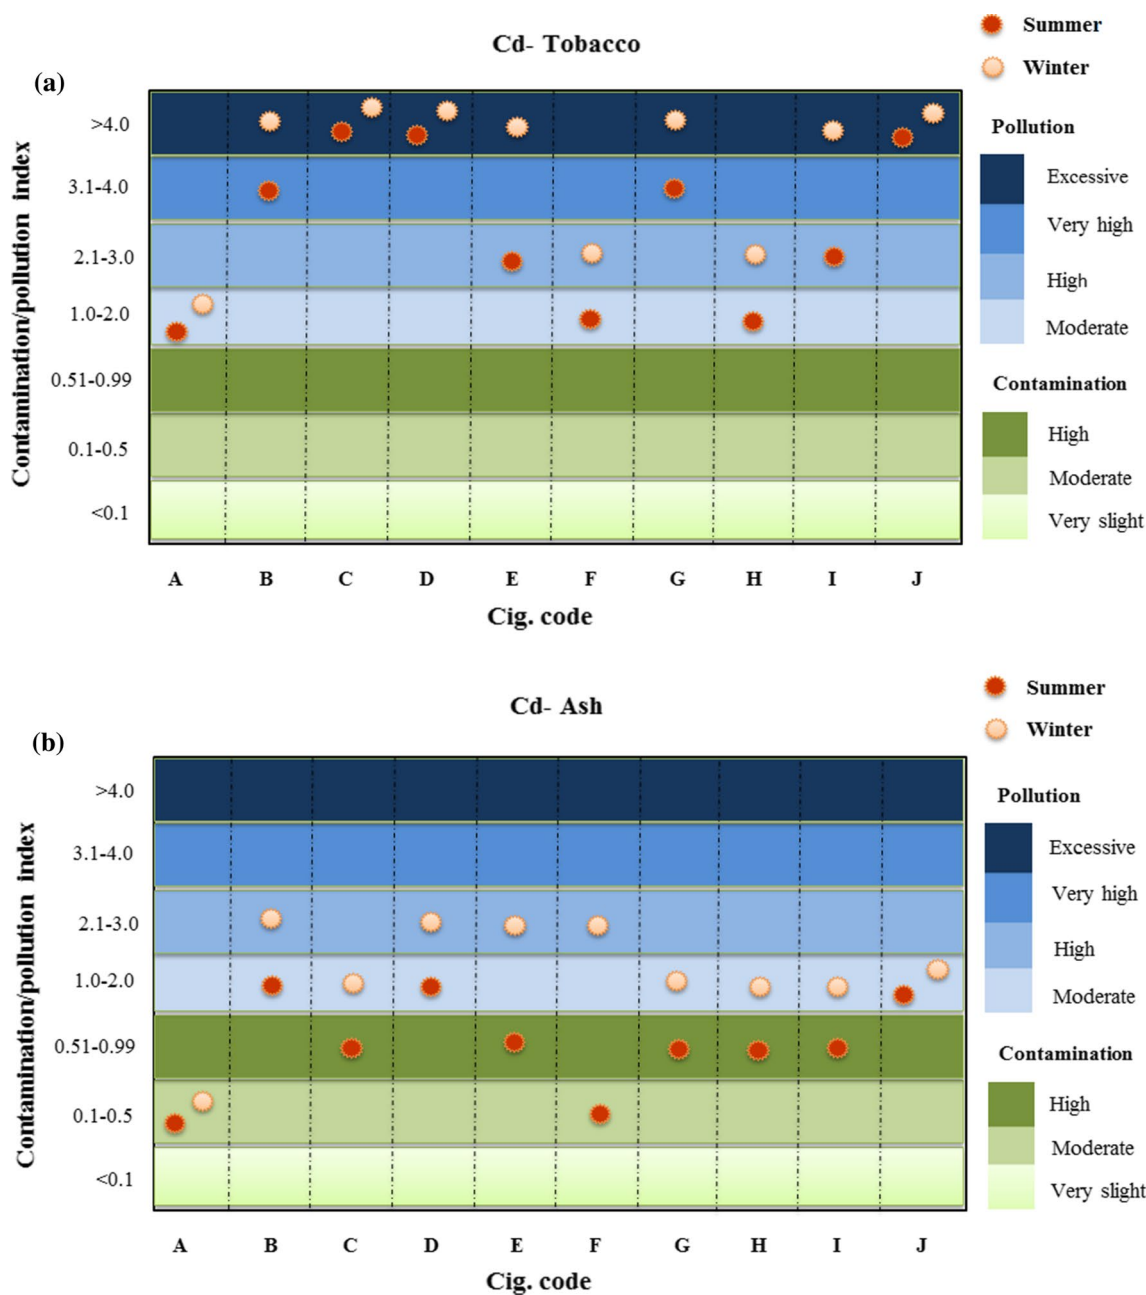 Cd- Tobacco
Summer
Winter
(a)
Contamination/pollution index
>4.0
3.1-4.0
2.1-3.0
1.0-2.0
0.51-0.99
0.1-0.5
<0.1
A B C D E F G H I J
Cig. code
Pollution
Excessive
Very high
High
Moderate
Contamination
High
Moderate
Very slight
Cd- Ash
Summer
Winter
(b)
Contamination/pollution index
>4.0
3.1-4.0
2.1-3.0
1.0-2.0
0.51-0.99
0.1-0.5
<0.1
A B C D E F G H I J
Cig. code
Pollution
Excessive
Very high
High
Moderate
Contamination
High
Moderate
Very slight